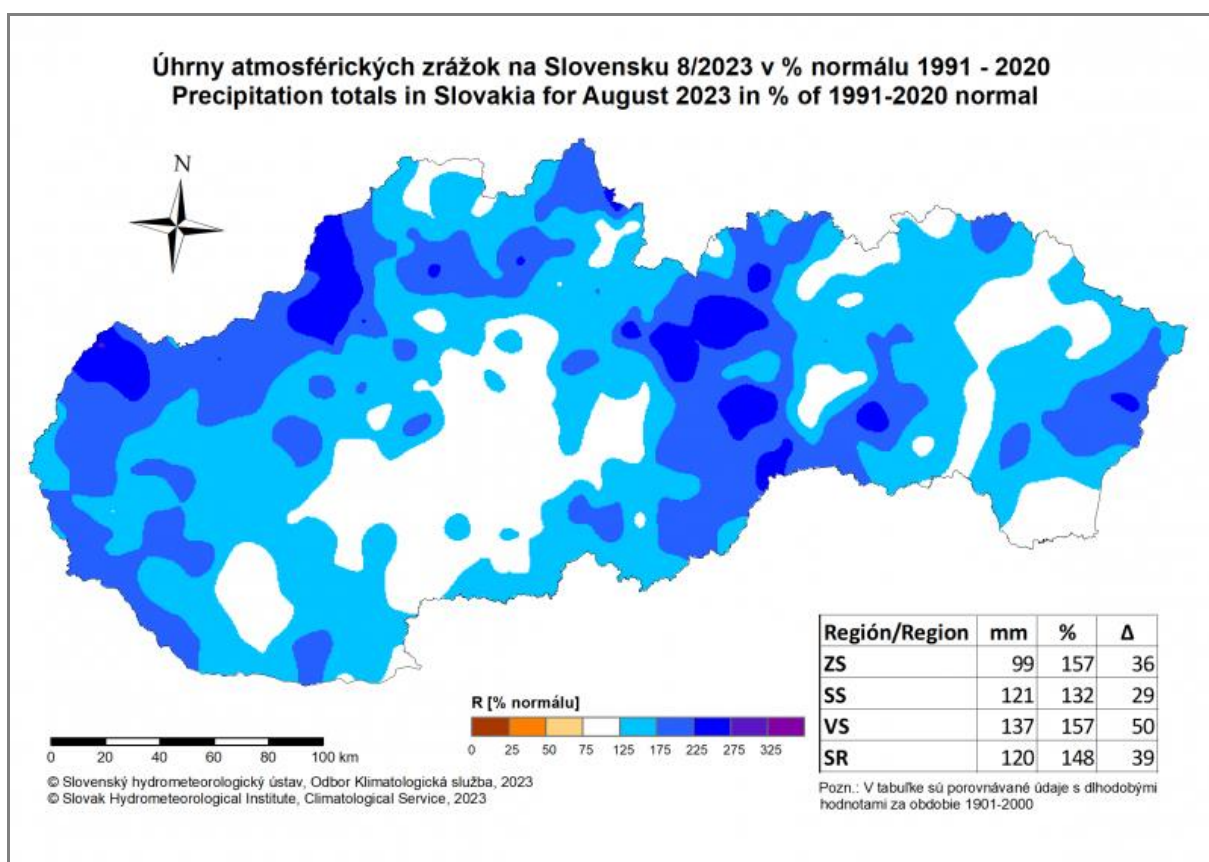 Úhrny atmosférických zrážok na Slovensku 8/2023 v % normálu 1991 - 2020
Precipitation totals in Slovakia for August 2023 in % of 1991-2020 normal
N
Región/Region mm % Δ
ZS 99 157 36
SS 121 132 29
VS 137 157 50
SR 120 148 39
Pozn.: V tabuľke sú porovnávané údaje s dlhodobými
hodnotami za obdobie 1901-2000
R [% normálu]
0 25 50 75 125 175 225 275 325
0 20 40 60 80 100 km
© Slovenský hydrometeorologický ústav, Odbor Klimatologická služba, 2023
© Slovak Hydrometeorological Institute, Climatological Service, 2023